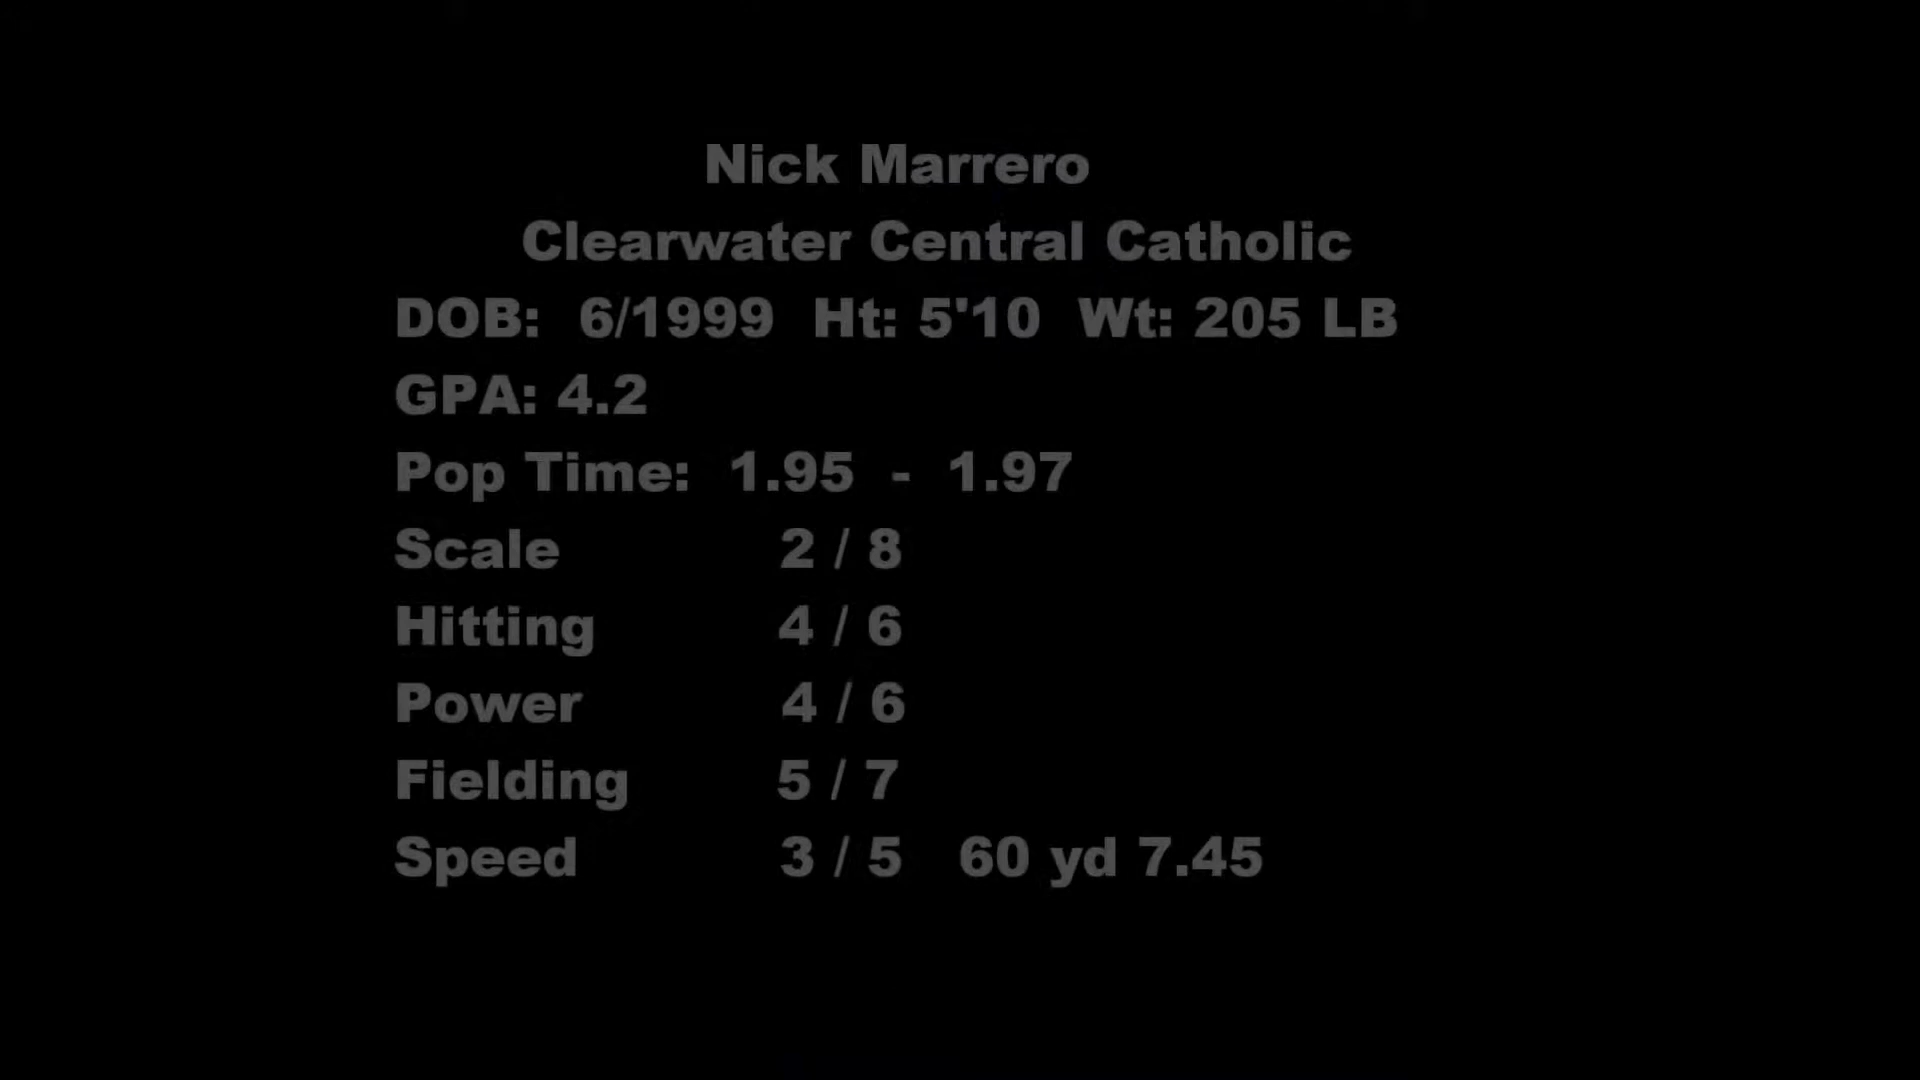 Nick Marrero
Clearwater Central Catholic
DOB: 6/1999 Ht: 5'10 Wt: 205 LB
GPA: 4.2
Pop Time: 1.95 - 1.97
Scale 2 / 8
Hitting 4 / 6
Power 4 / 6
Fielding 5 / 7
Speed 3 / 5 60 yd 7.45